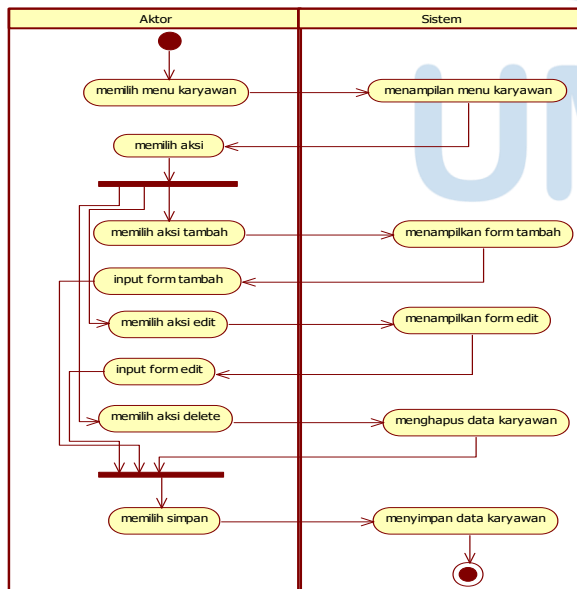 Aktor
Sistem
memilih menu karyawan
menampilan menu karyawan
memilih aksi
memilih aksi tambah
menampilkan form tambah
input form tambah
memilih aksi edit
menampilkan form edit
input form edit
memilih aksi delete
menghapus data karyawan
memilih simpan
menyimpan data karyawan